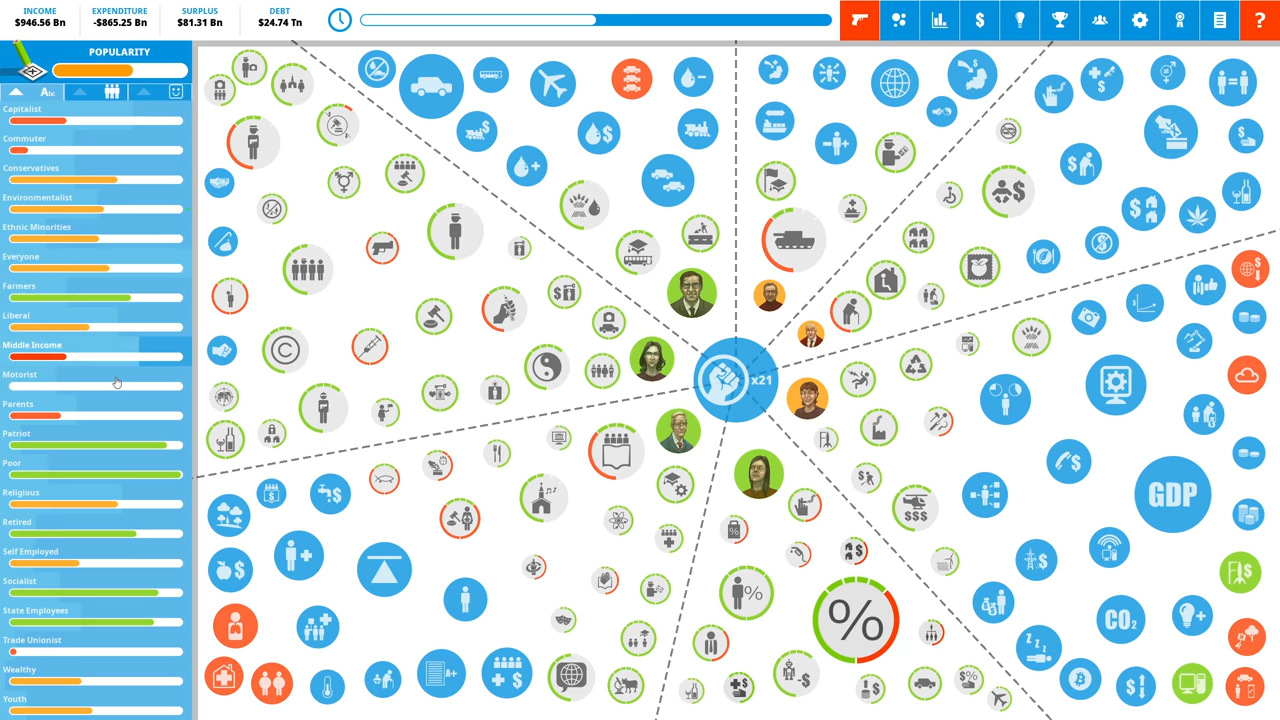 INCOME
$946.56 Bn
EXPENDITURE
-$865.25 Bn
SURPLUS
$81.31 Bn
DEBT
$24.74 Tn
?
POPULARITY
Abc
Capitalist
Commuter
Conservatives
Environmentalist
Ethnic Minorities
Everyone
Farmers
Liberal
Middle Income
Motorist
Parents
Patriot
Poor
Religious
Retired
Self Employed
Socialist
State Employees
Trade Unionist
Wealthy
Youth
x21
GDP
CO₂
%
%
$$$
A+
z z z